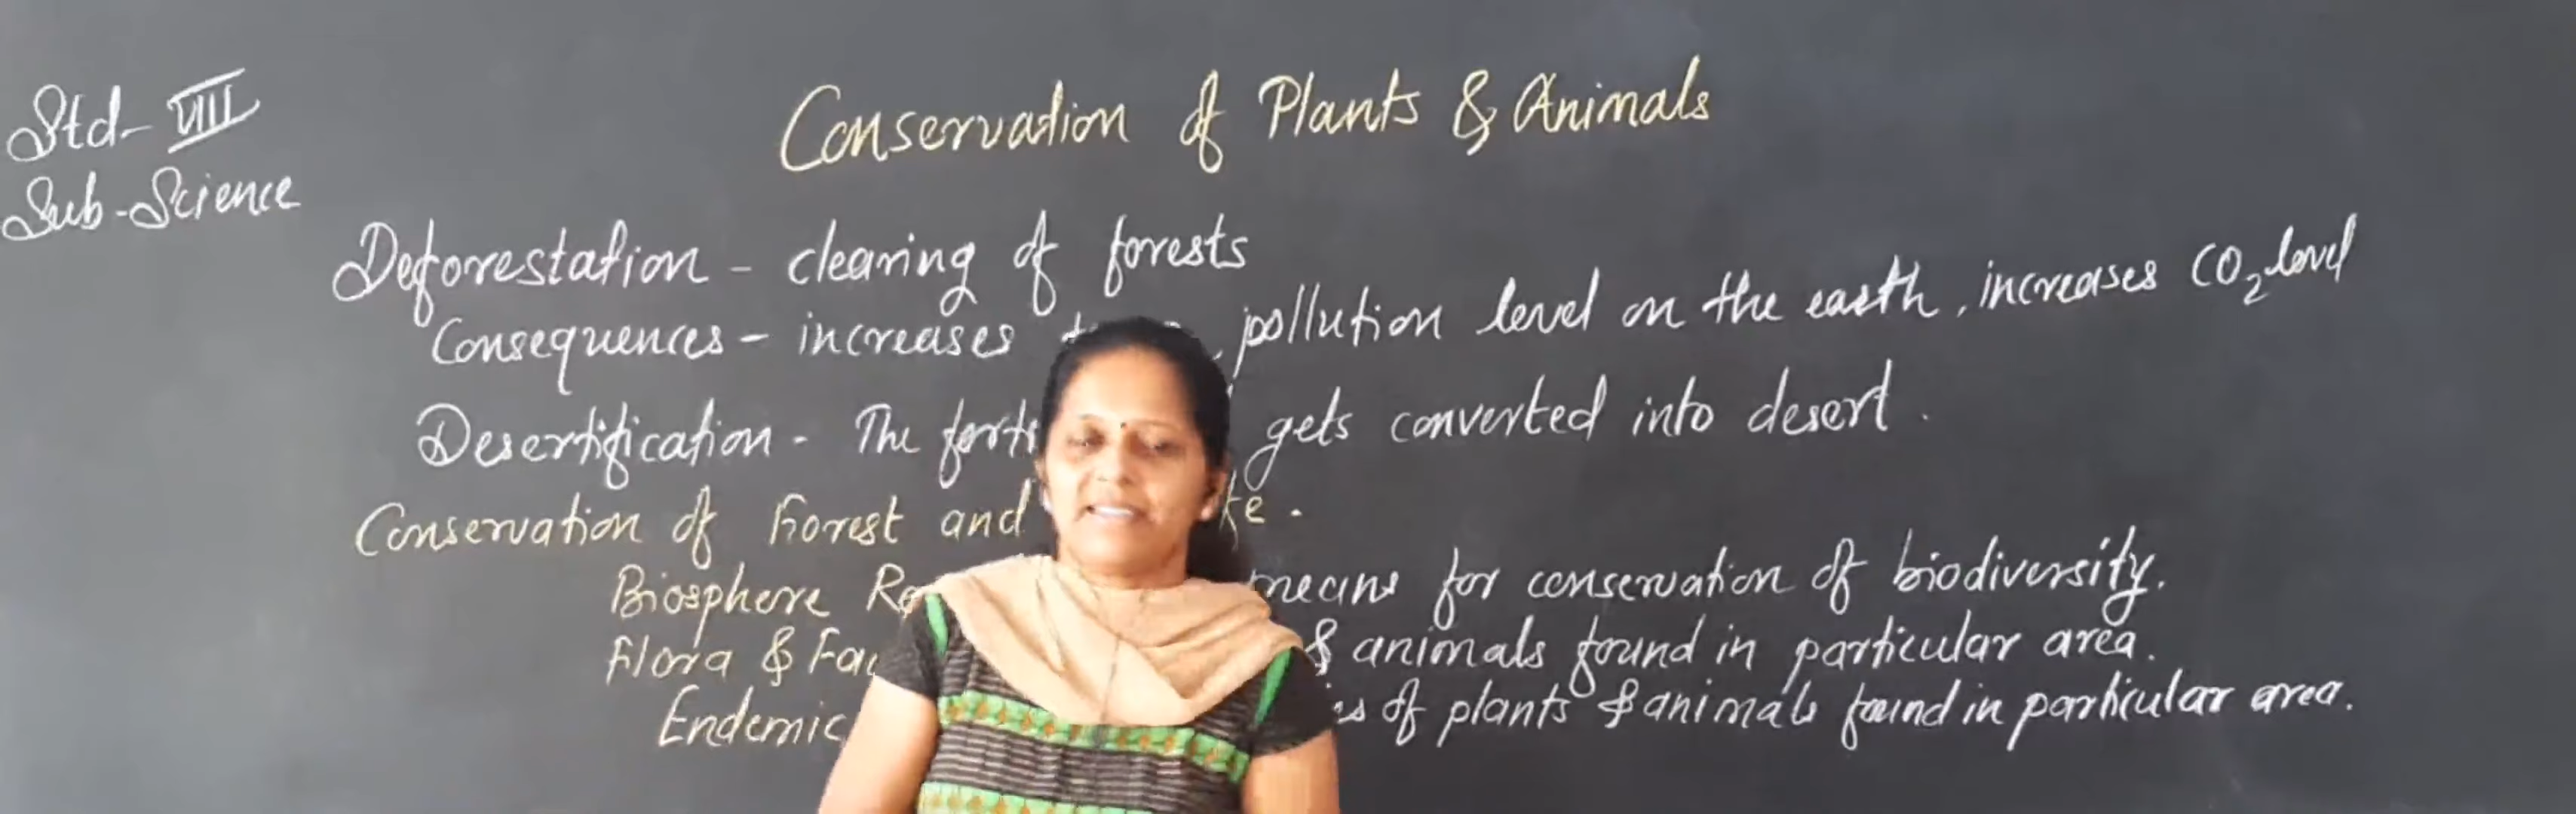 Std- VIII
Sub-Science
Conservation of Plants & Animals
Deforestation - clearing of forests
Consequences - increases , pollution level on the earth, increases CO2 level
Desertification - The gets converted into desert.
Conservation of Forest and
Biosphere means for conservation of biodiversity.
Flora & & animals found in particular area.
Endemic of plants & animals found in particular area.